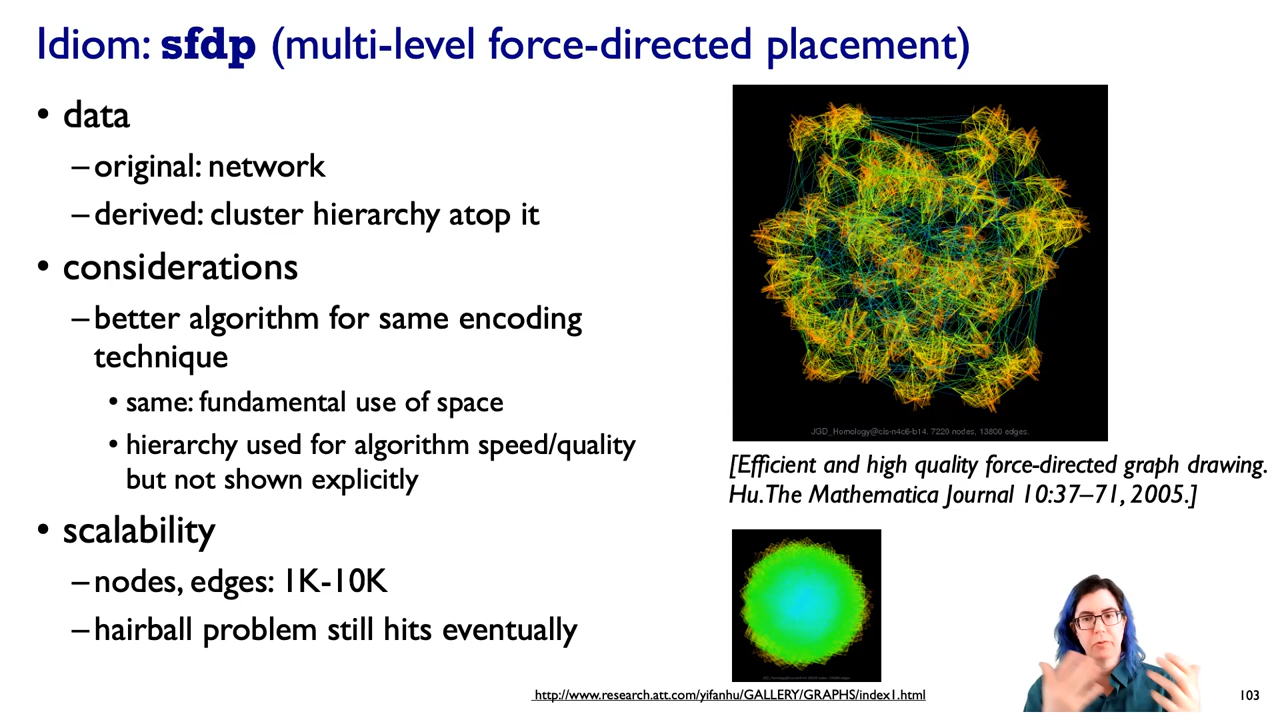 Idiom: sfdp (multi-level force-directed placement)
• data
–original: network
–derived: cluster hierarchy atop it
• considerations
–better algorithm for same encoding
technique
• same: fundamental use of space
• hierarchy used for algorithm speed/quality
but not shown explicitly
• scalability
–nodes, edges: 1K-10K
–hairball problem still hits eventually
JGD_Homology@cis-n4c6-b14. 7220 nodes, 13800 edges.
[Efficient and high quality force-directed graph drawing.
Hu. The Mathematica Journal 10:37–71, 2005.]
http://www.research.att.com/yifanhu/GALLERY/GRAPHS/index1.html
103